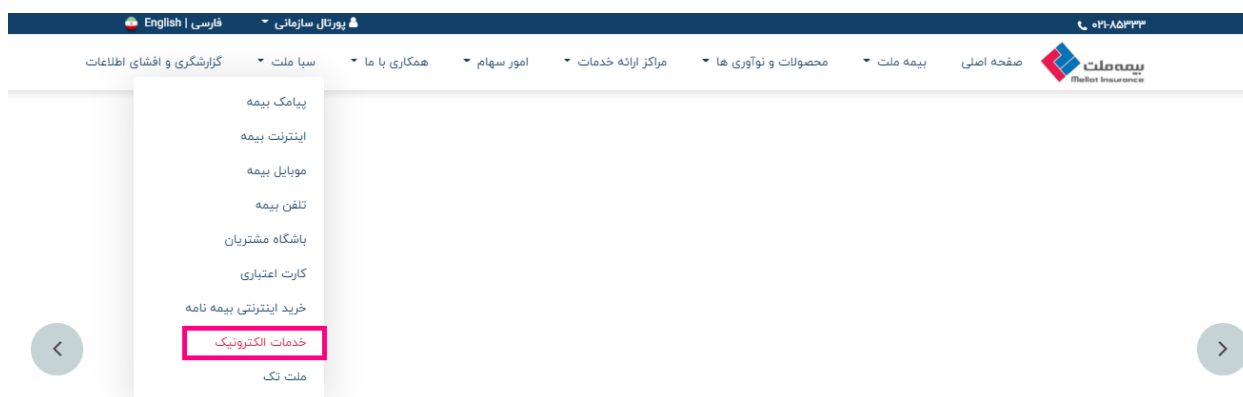 ۰۲۱-۸۵۳۳۳ پورتال سازمانی فارسی | English
بیمه ملت
Mellat Insurance
صفحه اصلی بیمه ملت محصولات و نوآوری ها مراکز ارائه خدمات امور سهام همکاری با ما سبا ملت گزارشگری و افشای اطلاعات
پیامک بیمه
اینترنت بیمه
موبایل بیمه
تلفن بیمه
باشگاه مشتریان
کارت اعتباری
خرید اینترنتی بیمه نامه
خدمات الکترونیک
ملت تک